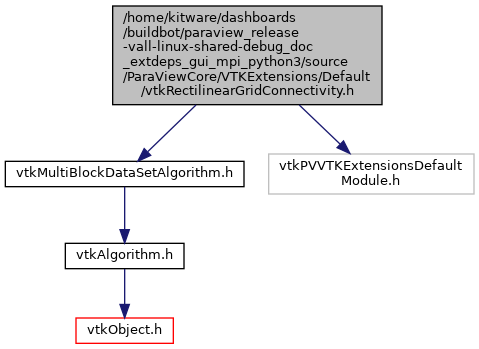 /home/kitware/dashboards
/buildbot/paraview_release
-vall-linux-shared-debug_doc
_extdeps_gui_mpi_python3/source
/ParaViewCore/VTKExtensions/Default
/vtkRectilinearGridConnectivity.h
vtkMultiBlockDataSetAlgorithm.h
vtkPVVTKExtensionsDefault
Module.h
vtkAlgorithm.h
vtkObject.h